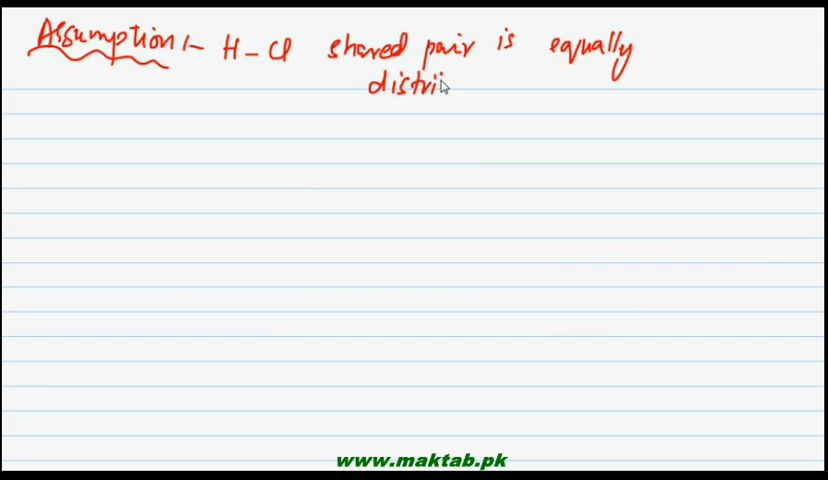 Assumption :- H-Cl shared pair is equally
distri
www.maktab.pk